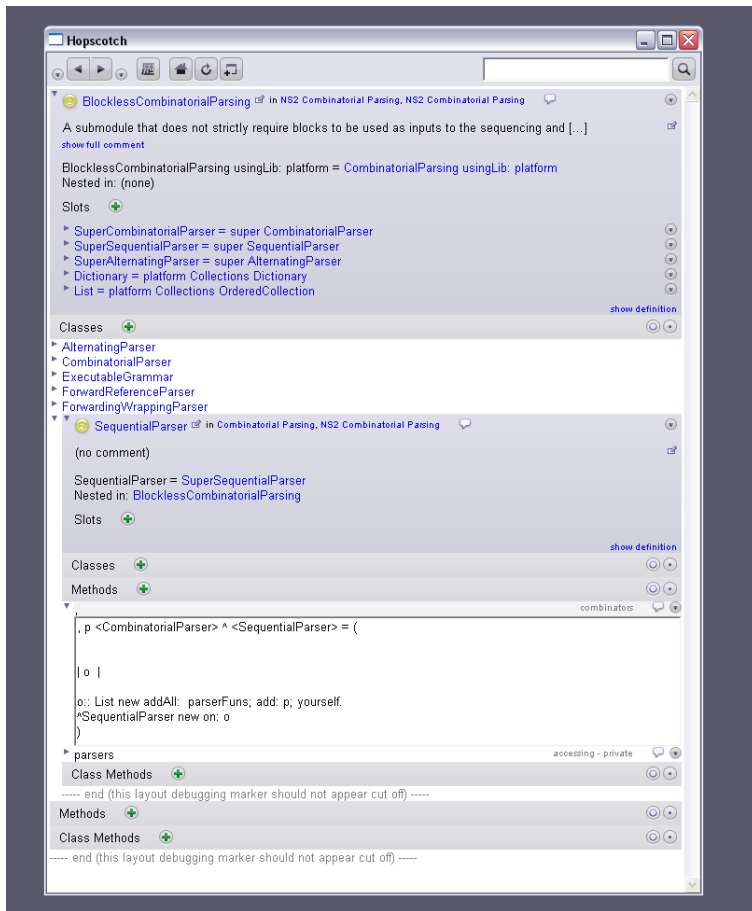 Hopscotch
BlocklessCombinatorialParsing in NS2 Combinatorial Parsing, NS2 Combinatorial Parsing
A submodule that does not strictly require blocks to be used as inputs to the sequencing and [...]
show full comment
BlocklessCombinatorialParsing usingLib: platform = CombinatorialParsing usingLib: platform
Nested in: (none)
Slots
SuperCombinatorialParser = super CombinatorialParser
SuperSequentialParser = super SequentialParser
SuperAlternatingParser = super AlternatingParser
Dictionary = platform Collections Dictionary
List = platform Collections OrderedCollection
show definition
Classes
AlternatingParser
CombinatorialParser
ExecutableGrammar
ForwardReferenceParser
ForwardingWrappingParser
SequentialParser in Combinatorial Parsing, NS2 Combinatorial Parsing
(no comment)
SequentialParser = SuperSequentialParser
Nested in: BlocklessCombinatorialParsing
Slots
show definition
Classes
Methods
, combinators
, p <CombinatorialParser> ^ <SequentialParser> = (
| o |
o:: List new addAll: parserFuns; add: p; yourself.
^SequentialParser new on: o
)
parsers accessing - private
Class Methods
----- end (this layout debugging marker should not appear cut off) -----
Methods
Class Methods
----- end (this layout debugging marker should not appear cut off) -----